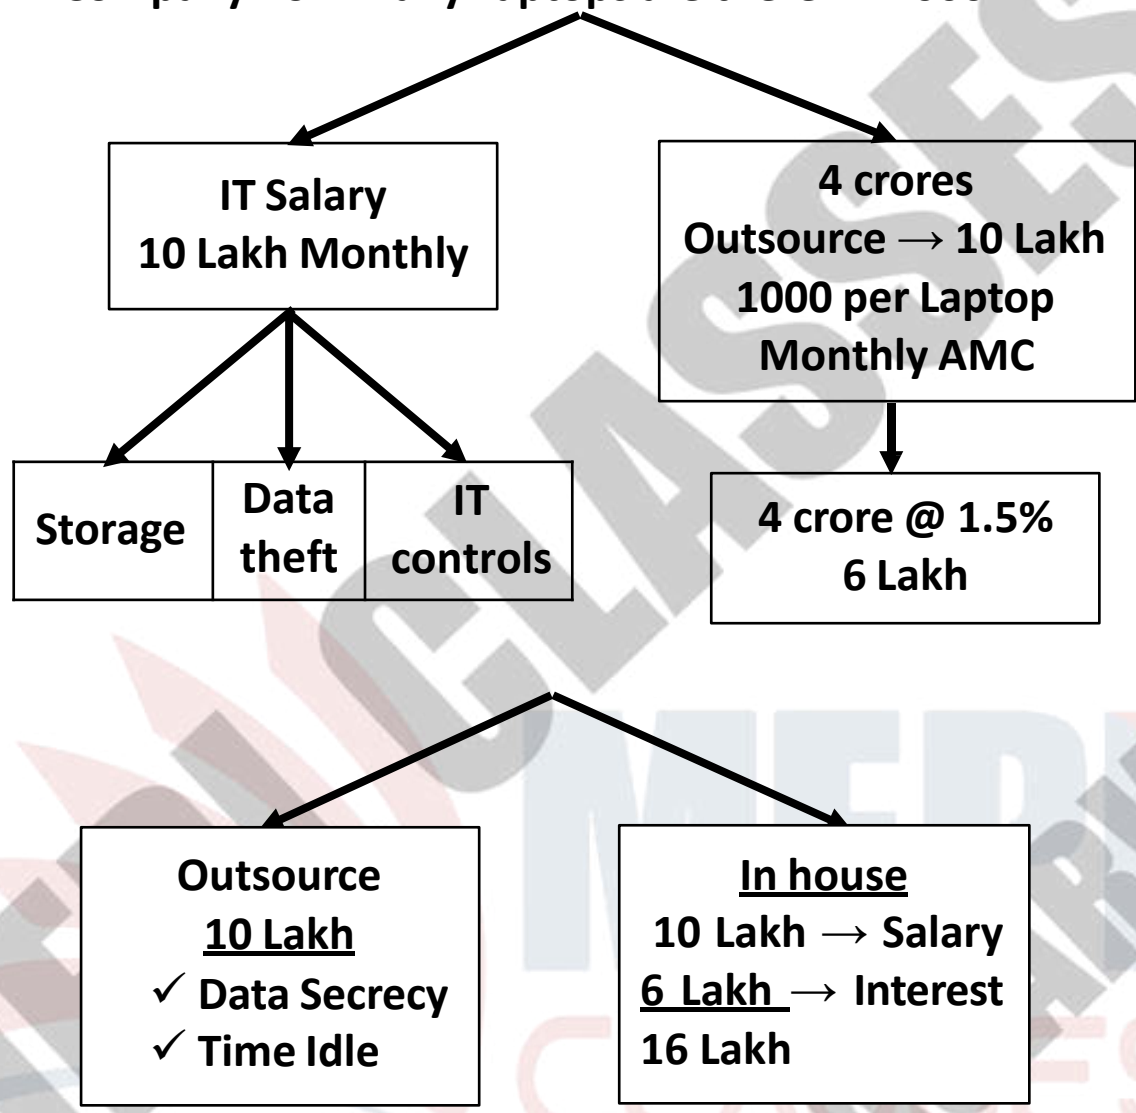 IT Salary
10 Lakh Monthly
4 crores
Outsource → 10 Lakh
1000 per Laptop
Monthly AMC
Storage
Data
theft
IT
controls
4 crore @ 1.5%
6 Lakh
Outsource
10 Lakh
✓ Data Secrecy
✓ Time Idle
In house
10 Lakh → Salary
6 Lakh → Interest
16 Lakh
CLASSES